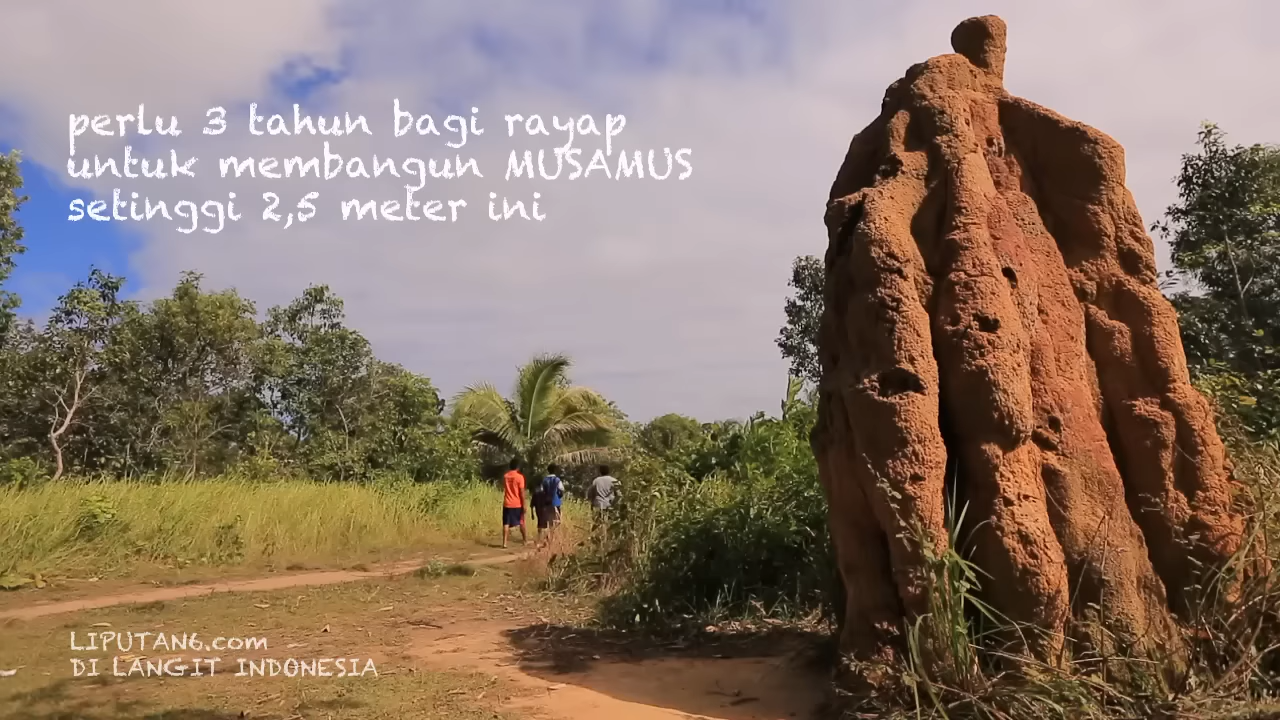 perlu 3 tahun bagi rayap
untuk membangun MUSAMUS
setinggi 2,5 meter ini
LIPUTAN6.com
DI LANGIT INDONESIA